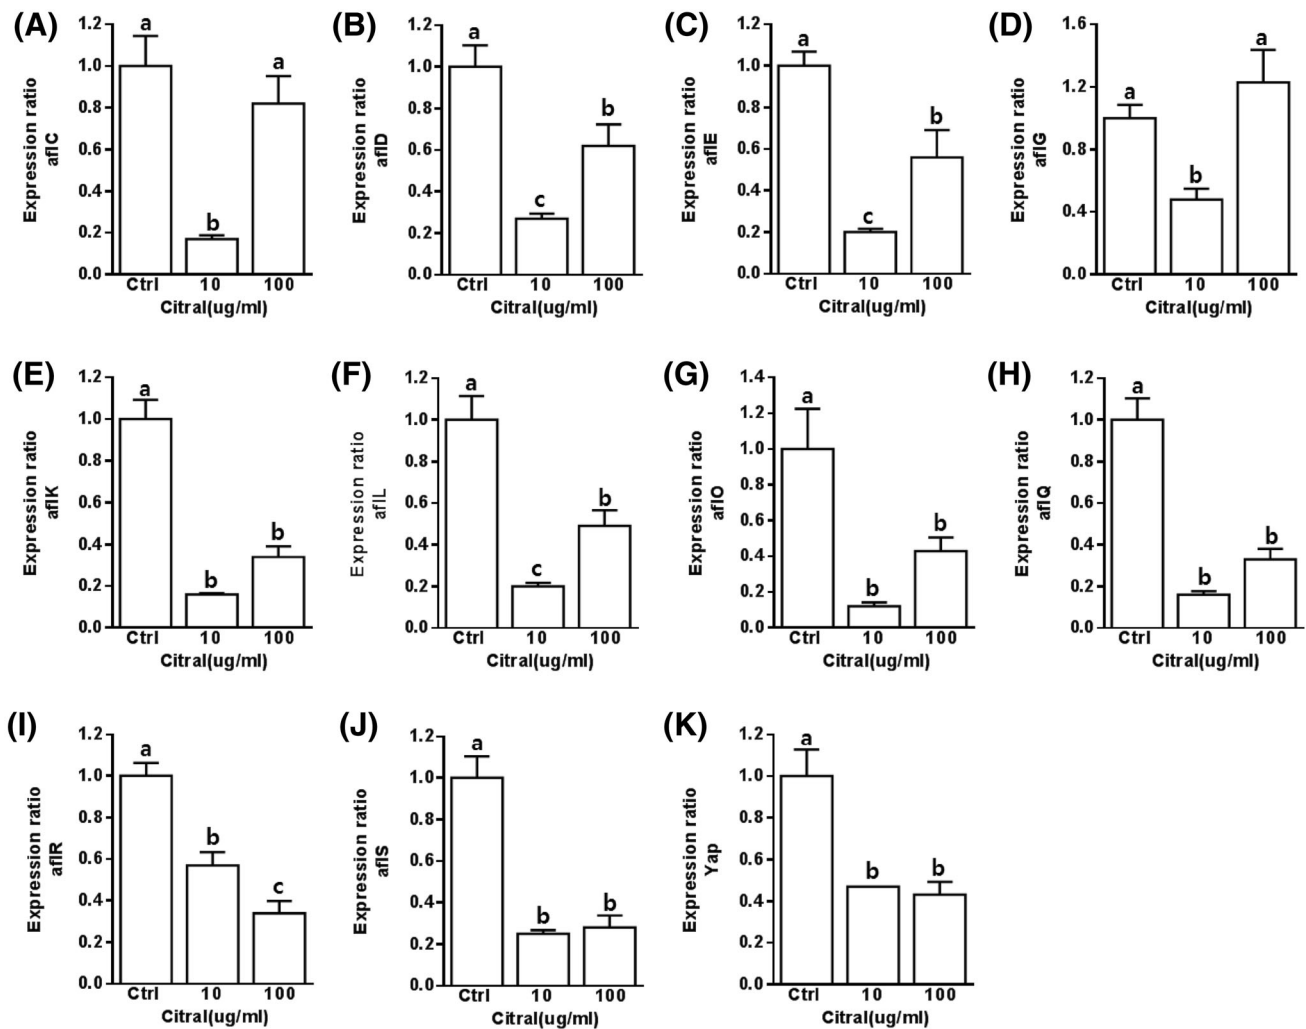 (A)
1.2
1.0
0.8
0.6
0.4
0.2
0.0
Expression ratio
aflC
a
b
a
Ctrl 10 100
Citral(ug/ml)
(B)
1.2
1.0
0.8
0.6
0.4
0.2
0.0
Expression ratio
aflD
a
c
b
Ctrl 10 100
Citral(ug/ml)
(C)
1.2
1.0
0.8
0.6
0.4
0.2
0.0
Expression ratio
aflE
a
c
b
Ctrl 10 100
Citral(ug/ml)
(D)
1.6
1.2
0.8
0.4
0.0
Expression ratio
aflG
a
b
a
Ctrl 10 100
Citral(ug/ml)
(E)
1.2
1.0
0.8
0.6
0.4
0.2
0.0
Expression ratio
aflK
a
b
b
Ctrl 10 100
Citral(ug/ml)
(F)
1.2
1.0
0.8
0.6
0.4
0.2
0.0
Expression ratio
aflL
a
c
b
Ctrl 10 100
Citral(ug/ml)
(G)
1.4
1.2
1.0
0.8
0.6
0.4
0.2
0.0
Expression ratio
aflO
a
b
b
Ctrl 10 100
Citral(ug/ml)
(H)
1.2
1.0
0.8
0.6
0.4
0.2
0.0
Expression ratio
aflQ
a
b
b
Ctrl 10 100
Citral(ug/ml)
(I)
1.2
1.0
0.8
0.6
0.4
0.2
0.0
Expression ratio
aflR
a
b
c
Ctrl 10 100
Citral(ug/ml)
(J)
1.2
1.0
0.8
0.6
0.4
0.2
0.0
Expression ratio
aflS
a
b
b
Ctrl 10 100
Citral(ug/ml)
(K)
1.2
1.0
0.8
0.6
0.4
0.2
0.0
Expression ratio
Yap
a
b
b
Ctrl 10 100
Citral(ug/ml)